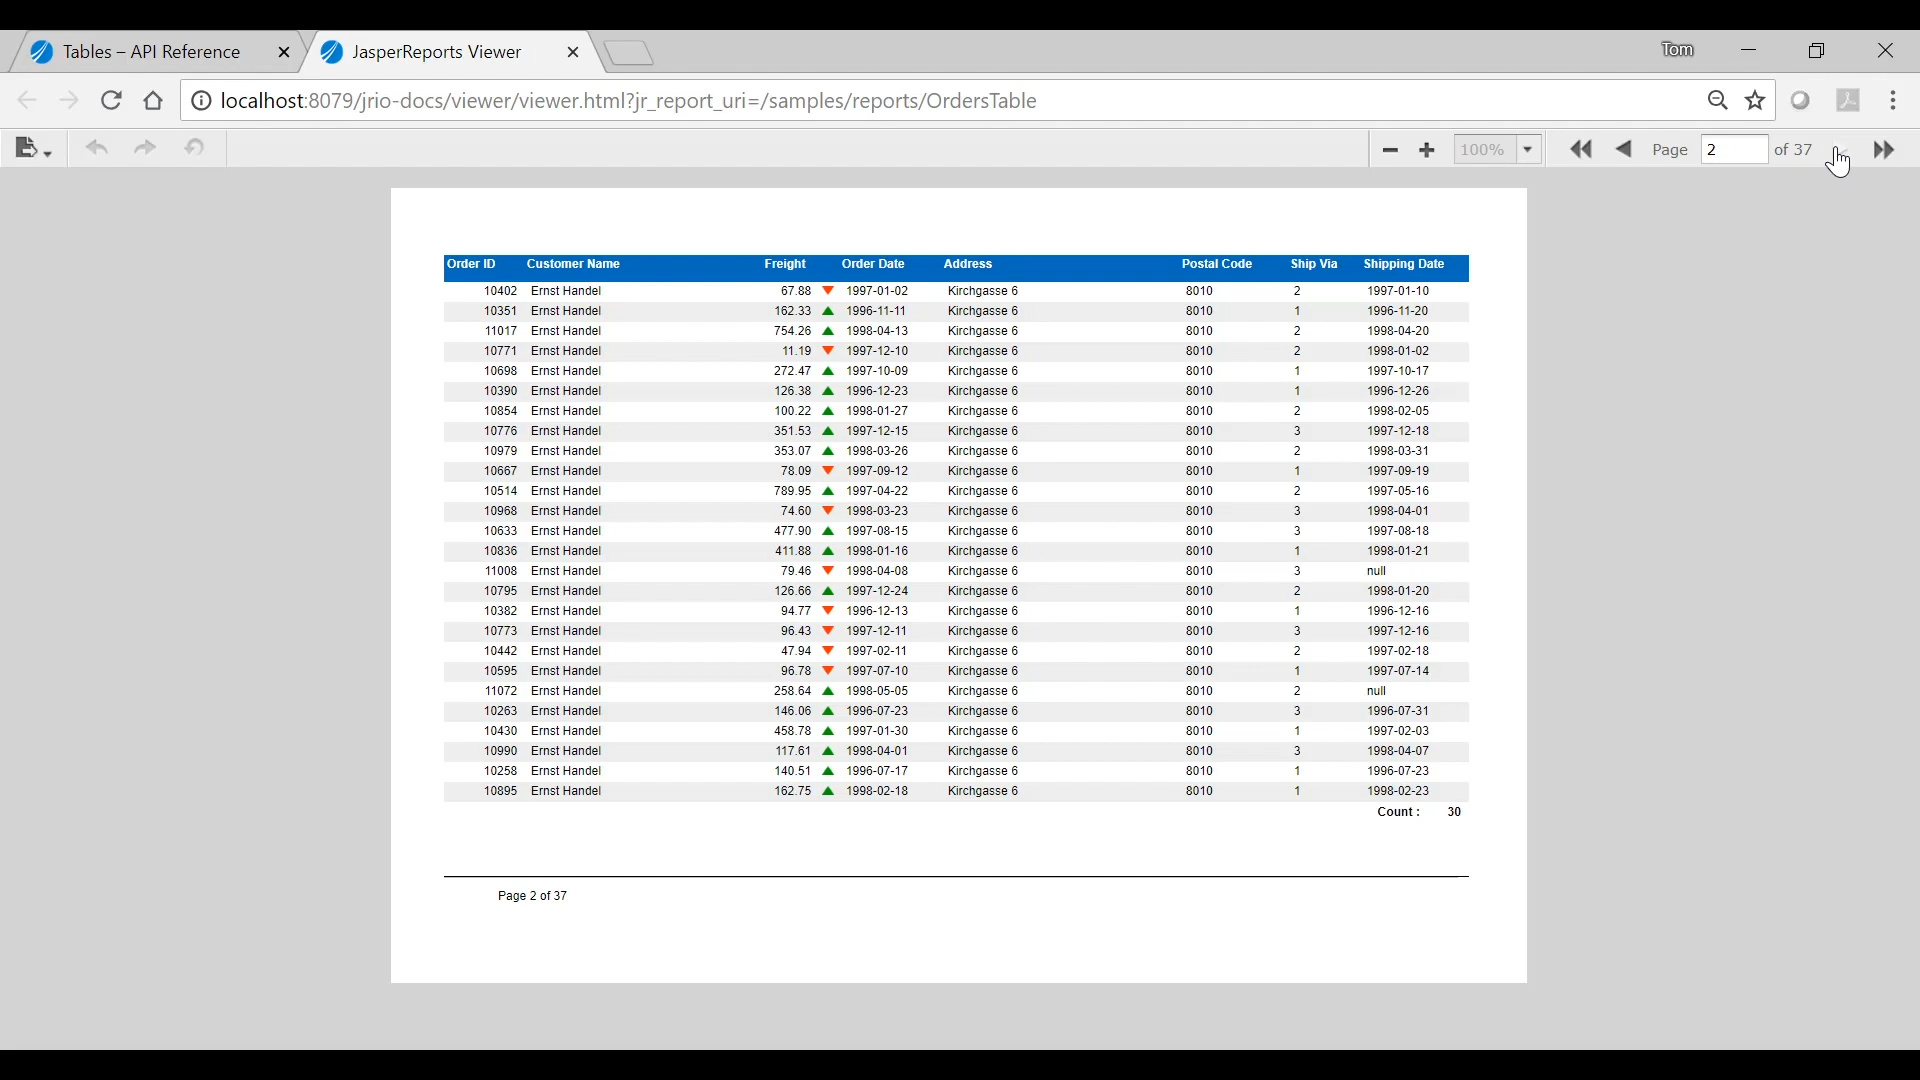 Tables – API Reference
JasperReports Viewer
Tom
localhost:8079/jrio-docs/viewer/viewer.html?jr_report_uri=/samples/reports/OrdersTable
100% Page 2 of 37
Order ID Customer Name Freight Order Date Address Postal Code Ship Via Shipping Date
10402 Ernst Handel 67.88 1997-01-02 Kirchgasse 6 8010 2 1997-01-10
10351 Ernst Handel 162.33 1996-11-11 Kirchgasse 6 8010 1 1996-11-20
11017 Ernst Handel 754.26 1998-04-13 Kirchgasse 6 8010 2 1998-04-20
10771 Ernst Handel 11.19 1997-12-10 Kirchgasse 6 8010 2 1998-01-02
10698 Ernst Handel 272.47 1997-10-09 Kirchgasse 6 8010 1 1997-10-17
10390 Ernst Handel 126.38 1996-12-23 Kirchgasse 6 8010 1 1996-12-26
10854 Ernst Handel 100.22 1998-01-27 Kirchgasse 6 8010 2 1998-02-05
10776 Ernst Handel 351.53 1997-12-15 Kirchgasse 6 8010 3 1997-12-18
10979 Ernst Handel 353.07 1998-03-26 Kirchgasse 6 8010 2 1998-03-31
10667 Ernst Handel 78.09 1997-09-12 Kirchgasse 6 8010 1 1997-09-19
10514 Ernst Handel 789.95 1997-04-22 Kirchgasse 6 8010 2 1997-05-16
10968 Ernst Handel 74.60 1998-03-23 Kirchgasse 6 8010 3 1998-04-01
10633 Ernst Handel 477.90 1997-08-15 Kirchgasse 6 8010 3 1997-08-18
10836 Ernst Handel 411.88 1998-01-16 Kirchgasse 6 8010 1 1998-01-21
11008 Ernst Handel 79.46 1998-04-08 Kirchgasse 6 8010 3 null
10795 Ernst Handel 126.66 1997-12-24 Kirchgasse 6 8010 2 1998-01-20
10382 Ernst Handel 94.77 1996-12-13 Kirchgasse 6 8010 1 1996-12-16
10773 Ernst Handel 96.43 1997-12-11 Kirchgasse 6 8010 3 1997-12-16
10442 Ernst Handel 47.94 1997-02-11 Kirchgasse 6 8010 2 1997-02-18
10595 Ernst Handel 96.78 1997-07-10 Kirchgasse 6 8010 1 1997-07-14
11072 Ernst Handel 258.64 1998-05-05 Kirchgasse 6 8010 2 null
10263 Ernst Handel 146.06 1996-07-23 Kirchgasse 6 8010 3 1996-07-31
10430 Ernst Handel 458.78 1997-01-30 Kirchgasse 6 8010 1 1997-02-03
10990 Ernst Handel 117.61 1998-04-01 Kirchgasse 6 8010 3 1998-04-07
10258 Ernst Handel 140.51 1996-07-17 Kirchgasse 6 8010 1 1996-07-23
10895 Ernst Handel 162.75 1998-02-18 Kirchgasse 6 8010 1 1998-02-23
Count : 30
Page 2 of 37